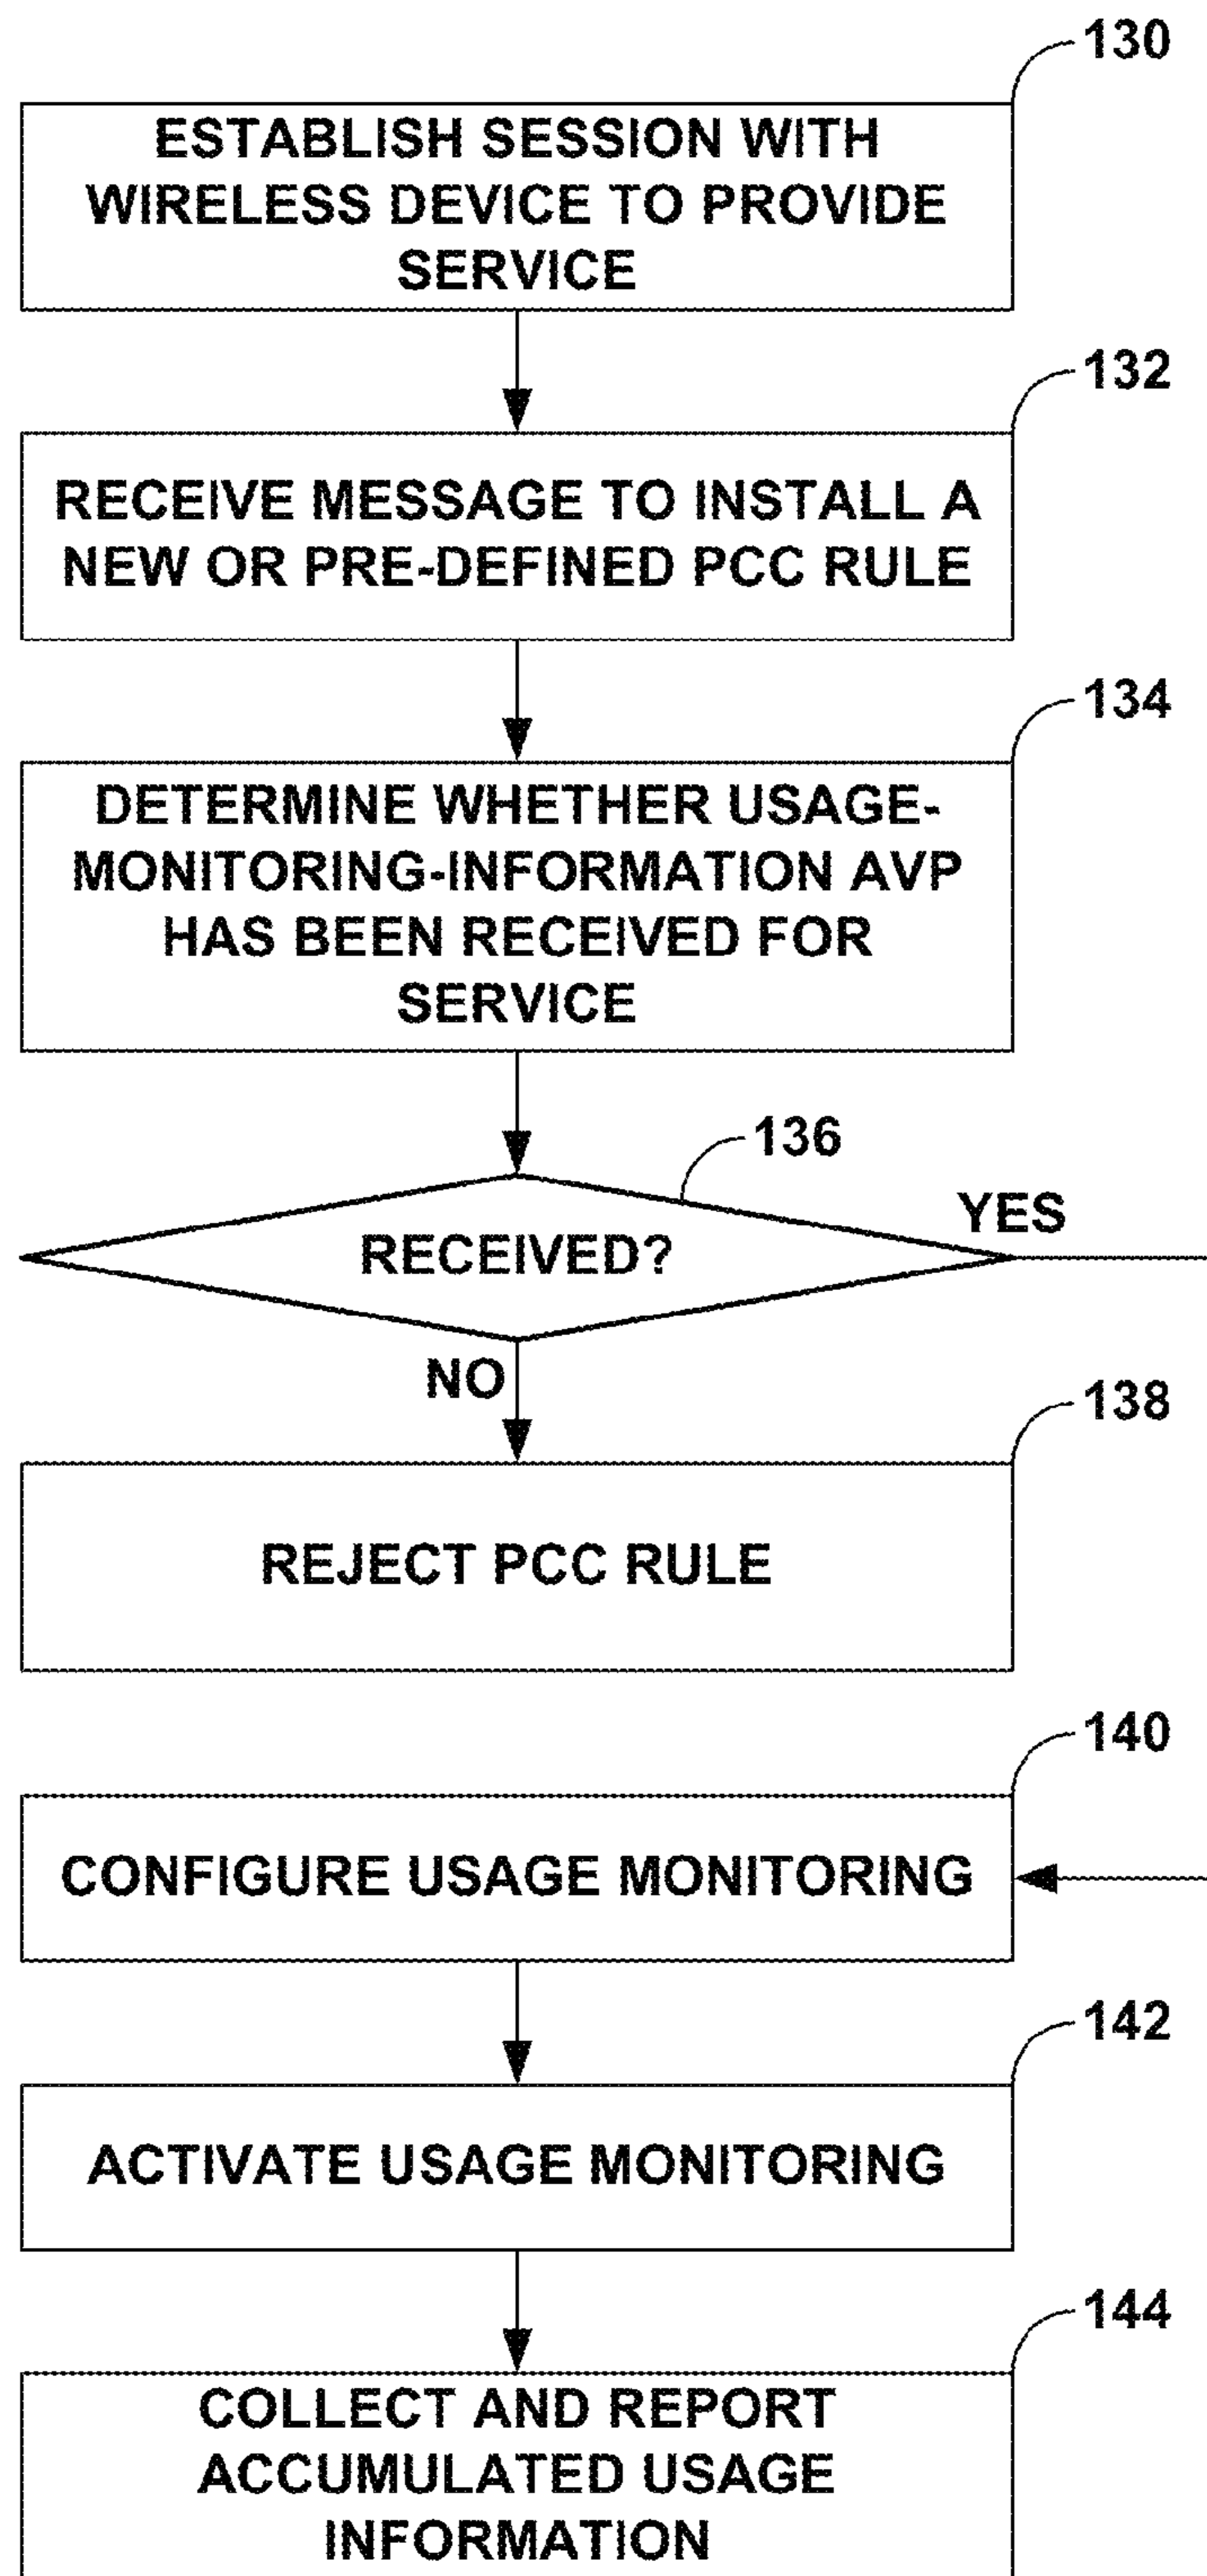 130
ESTABLISH SESSION WITH
WIRELESS DEVICE TO PROVIDE
SERVICE
132
RECEIVE MESSAGE TO INSTALL A
NEW OR PRE-DEFINED PCC RULE
134
DETERMINE WHETHER USAGE-
MONITORING-INFORMATION AVP
HAS BEEN RECEIVED FOR
SERVICE
136
YES
RECEIVED?
NO
138
REJECT PCC RULE
140
CONFIGURE USAGE MONITORING
142
ACTIVATE USAGE MONITORING
144
COLLECT AND REPORT
ACCUMULATED USAGE
INFORMATION